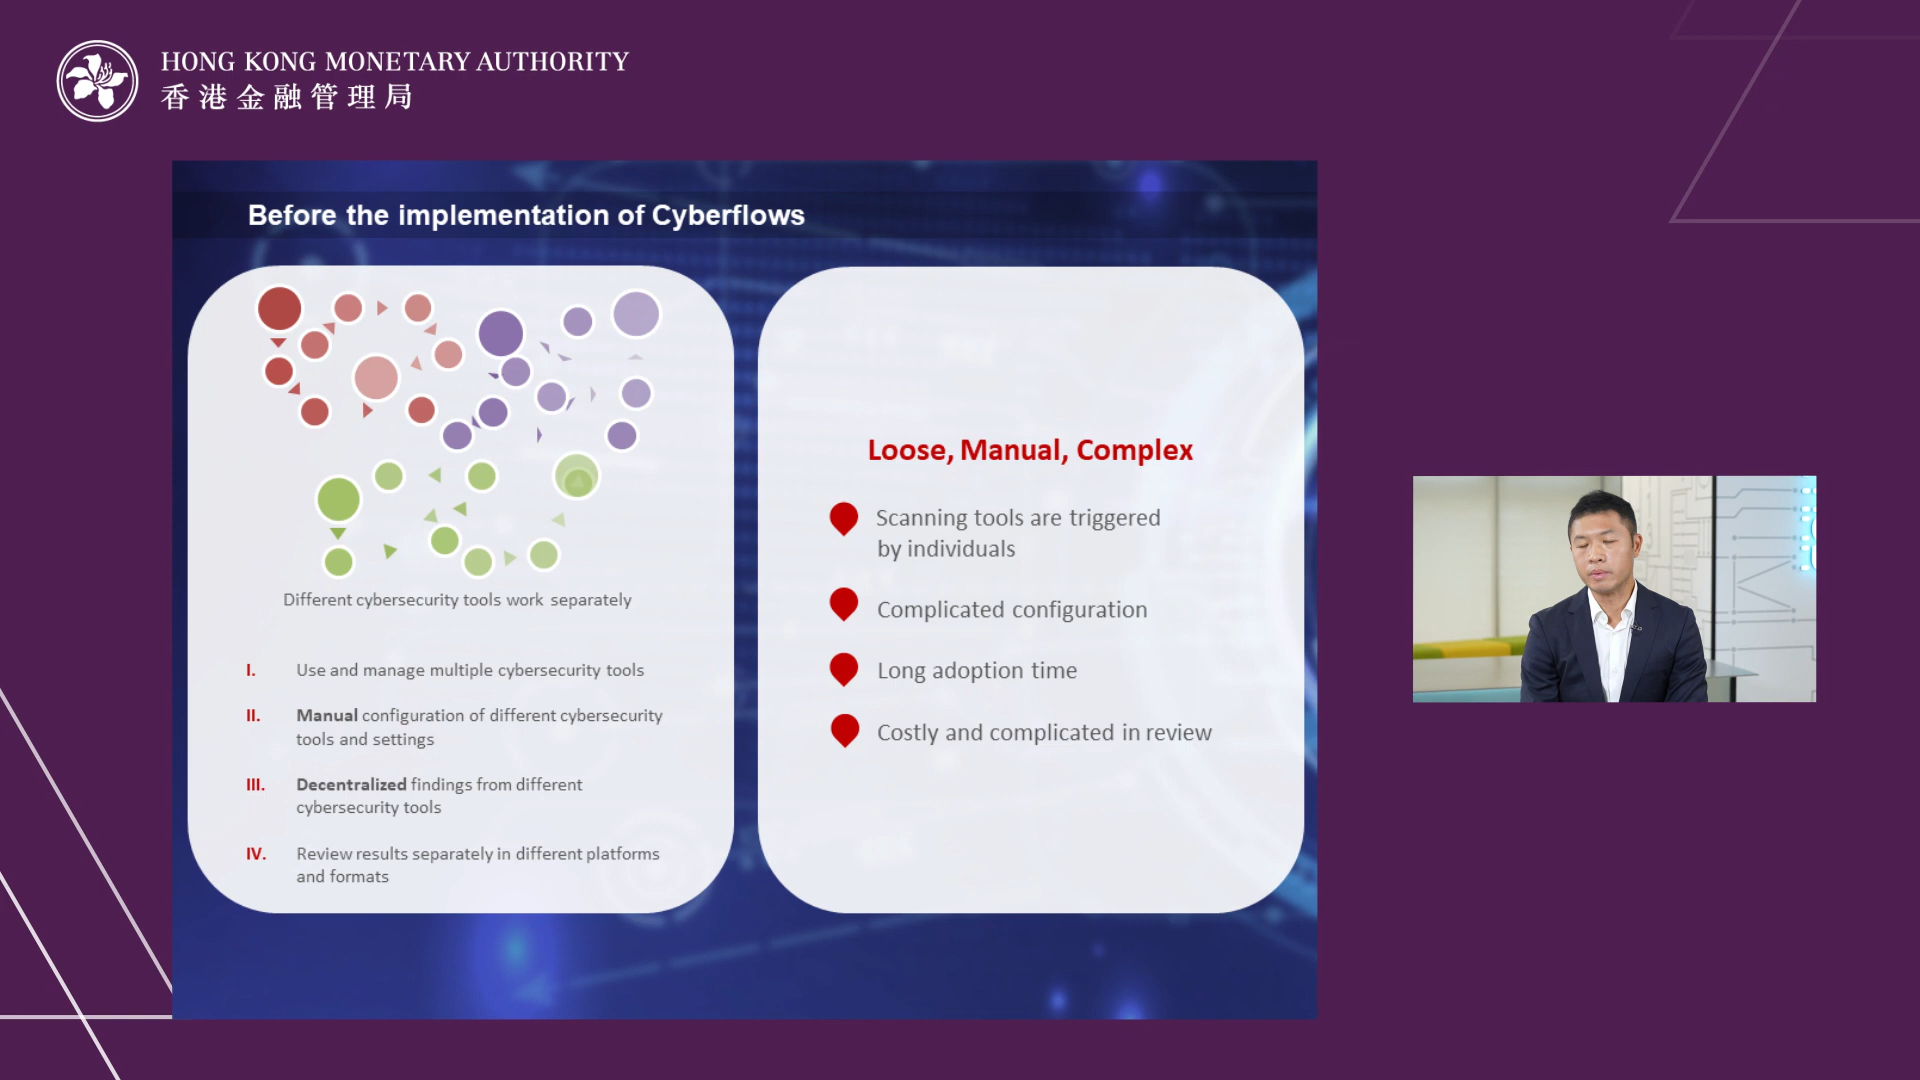 HONG KONG MONETARY AUTHORITY
香港金融管理局
Before the implementation of Cyberflows
Different cybersecurity tools work separately
I. Use and manage multiple cybersecurity tools
II. Manual configuration of different cybersecurity
tools and settings
III. Decentralized findings from different
cybersecurity tools
IV. Review results separately in different platforms
and formats
Loose, Manual, Complex
Scanning tools are triggered
by individuals
Complicated configuration
Long adoption time
Costly and complicated in review